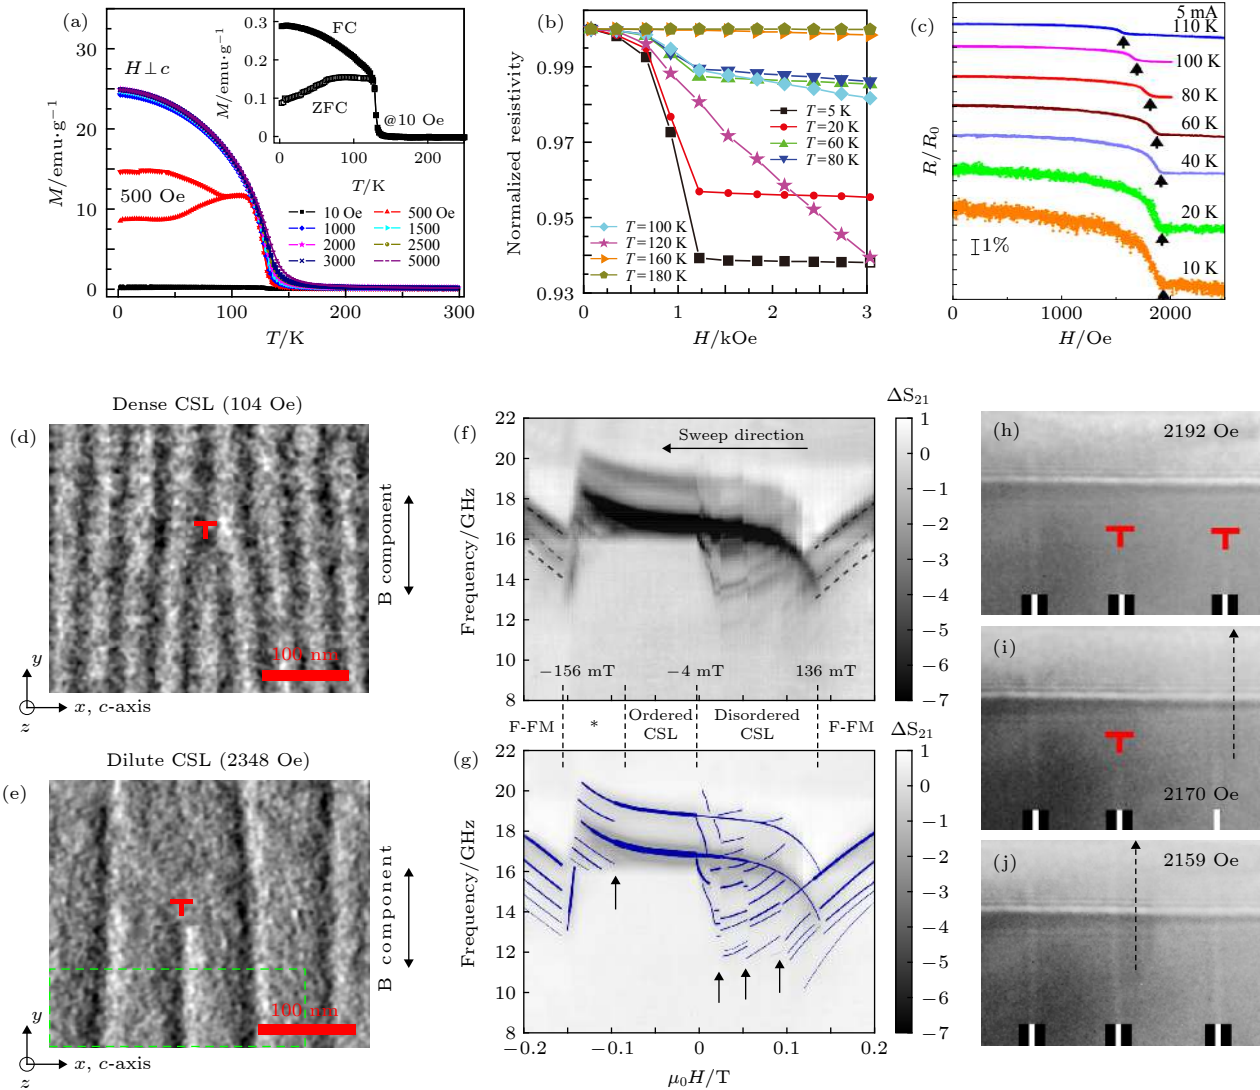 (a)
30
25
20
15
10
5
0
M/emu·g⁻¹
H⊥c
500 Oe
0
100
200
300
T/K
0.3
0.2
0.1
0
M/emu·g⁻¹
FC
ZFC
@10 Oe
0
100
200
T/K
10 Oe
500 Oe
1000
1500
2000
2500
3000
5000
(b)
0.99
0.97
0.95
0.93
Normalized resistivity
T=5 K
T=20 K
T=60 K
T=80 K
T=100 K
T=120 K
T=160 K
T=180 K
0
1
2
3
H/kOe
(c)
5 mA
110 K
100 K
80 K
60 K
40 K
20 K
10 K
1%
R/R₀
0
1000
2000
H/Oe
Dense CSL (104 Oe)
(d)
100 nm
B component
y
x, c-axis
z
Dilute CSL (2348 Oe)
(e)
100 nm
B component
y
x, c-axis
z
(f)
22
20
18
16
14
12
10
8
Frequency/GHz
Sweep direction
−156 mT
−4 mT
136 mT
ΔS₂₁
1
0
−1
−2
−3
−4
−5
−6
−7
F-FM
*
Ordered
CSL
Disordered
CSL
F-FM
(g)
22
20
18
16
14
12
10
8
Frequency/GHz
−0.2
−0.1
0
0.1
0.2
μ₀H/T
ΔS₂₁
1
0
−1
−2
−3
−4
−5
−6
−7
(h)
2192 Oe
(i)
2170 Oe
(j)
2159 Oe